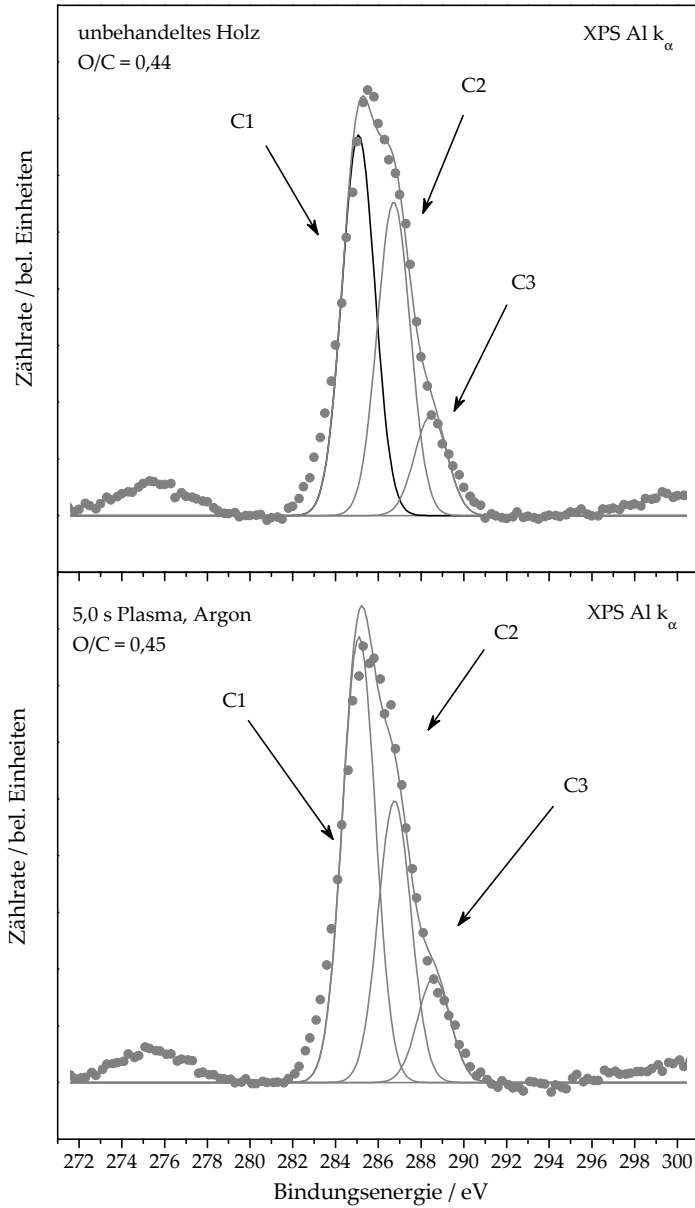 unbehandeltes Holz
O/C = 0,44
XPS Al kα
C1
C2
C3
Zählrate / bel. Einheiten
5,0 s Plasma, Argon
O/C = 0,45
XPS Al kα
C1
C2
C3
Zählrate / bel. Einheiten
272 274 276 278 280 282 284 286 288 290 292 294 296 298 300
Bindungsenergie / eV